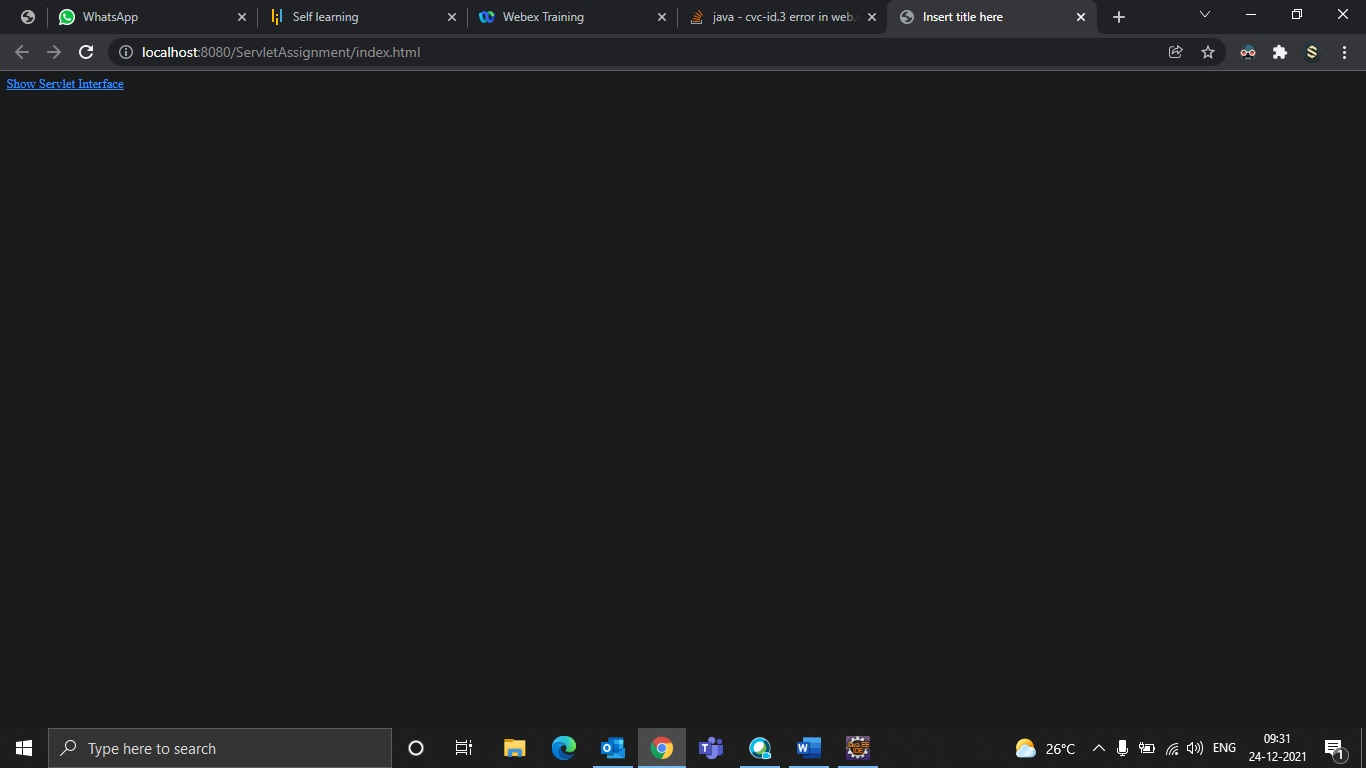 WhatsApp
Self learning
Webex Training
java - cvc-id.3 error in web.
Insert title here
localhost:8080/ServletAssignment/index.html
Show Servlet Interface
Type here to search
26°C
ENG
09:31
24-12-2021
1